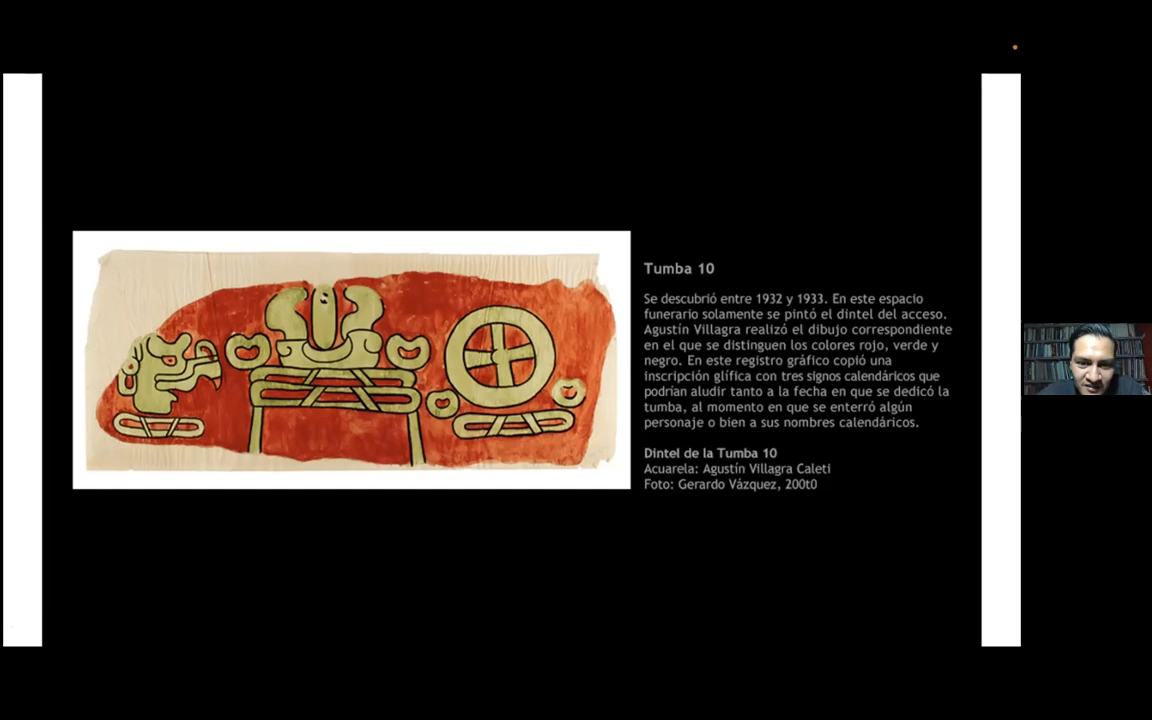 Tumba 10
Se descubrió entre 1932 y 1933. En este espacio
funerario solamente se pintó el dintel del acceso.
Agustín Villagra realizó el dibujo correspondiente
en el que se distinguen los colores rojo, verde y
negro. En este registro gráfico copió una
inscripción glífica con tres signos calendáricos que
podrían aludir tanto a la fecha en que se dedicó la
tumba, al momento en que se enterró algún
personaje o bien a sus nombres calendáricos.
Dintel de la Tumba 10
Acuarela: Agustín Villagra Caleti
Foto: Gerardo Vázquez, 200t0